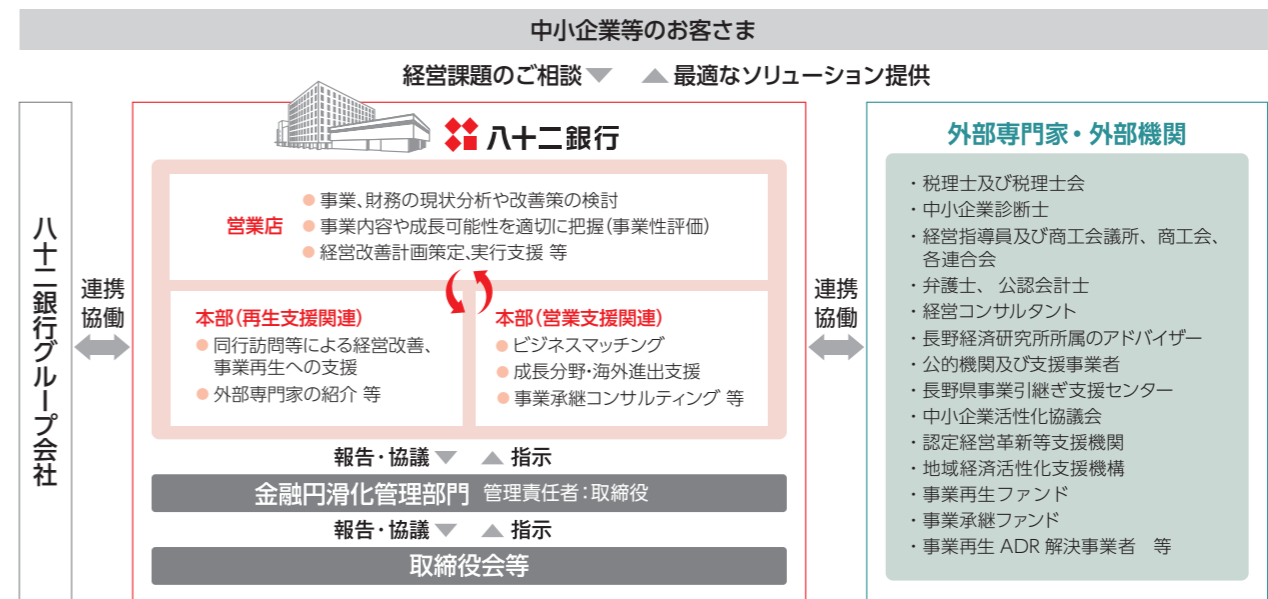 中小企業等のお客さま
経営課題のご相談▼ ▲最適なソリューション提供
八十二銀行グループ会社
連携
協働
八十二銀行
営業店
● 事業、財務の現状分析や改善策の検討
● 事業内容や成長可能性を適切に把握(事業性評価)
● 経営改善計画策定、実行支援 等
本部(再生支援関連)
● 同行訪問等による経営改善、
事業再生への支援
● 外部専門家の紹介 等
本部(営業支援関連)
● ビジネスマッチング
● 成長分野・海外進出支援
● 事業承継コンサルティング 等
報告・協議▼ ▲指示
金融円滑化管理部門 管理責任者:取締役
報告・協議▼ ▲指示
取締役会等
連携
協働
外部専門家・外部機関
・税理士及び税理士会
・中小企業診断士
・経営指導員及び商工会議所、商工会、
各連合会
・弁護士、公認会計士
・経営コンサルタント
・長野経済研究所所属のアドバイザー
・公的機関及び支援事業者
・長野県事業引継ぎ支援センター
・中小企業活性化協議会
・認定経営革新等支援機関
・地域経済活性化支援機構
・事業再生ファンド
・事業承継ファンド
・事業再生 ADR 解決事業者 等